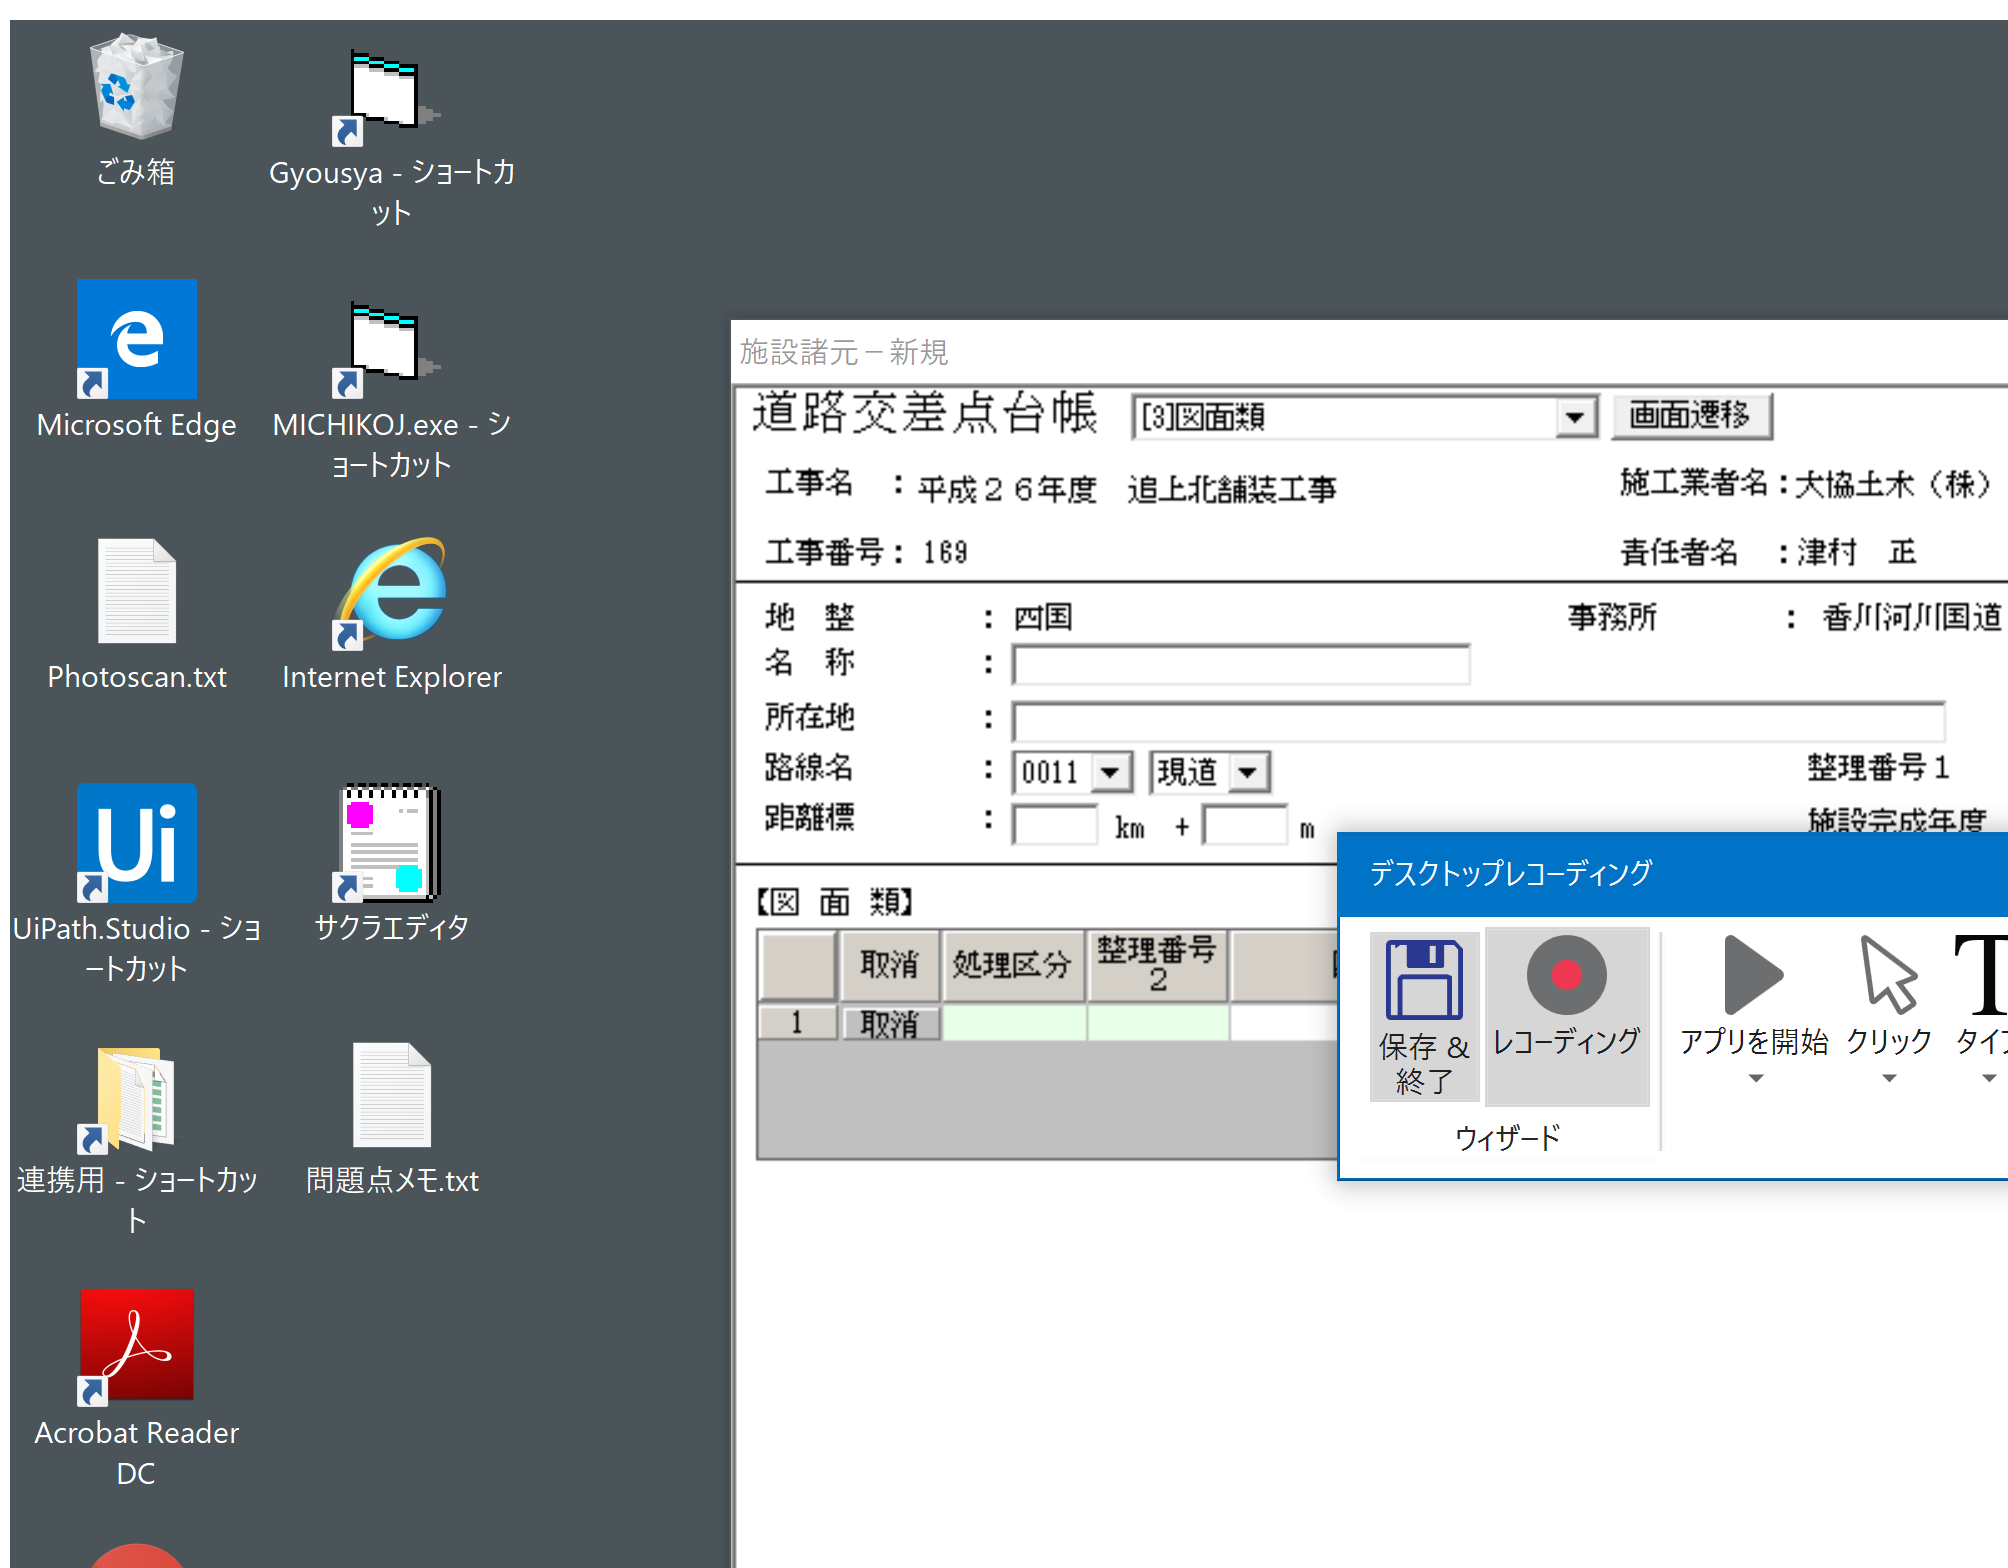 ごみ箱
Gyousya - ショートカ
ット
Microsoft Edge
MICHIKOJ.exe - シ
ョートカット
Photoscan.txt
Internet Explorer
UiPath.Studio - ショ
ートカット
サクラエディタ
連携用 - ショートカッ
ト
問題点メモ.txt
Acrobat Reader
DC
施設諸元－新規
道路交差点台帳 [3]図面類 画面遷移
工事名 ： 平成２６年度 追上北舗装工事 施工業者名：大協土木（株）
工事番号： 169 責任者名 ：津村 正
地 整 ： 四国 事務所 ： 香川河川国道
名 称 ：
所在地 ：
路線名 ： 0011 現道 整理番号１
距離標 ： km + m 施設完成年度
【図 面 類】
取消 処理区分 整理番号
2
1 取消
デスクトップレコーディング
保存 &
終了
レコーディング
アプリを開始 クリック タイプ
ウィザード